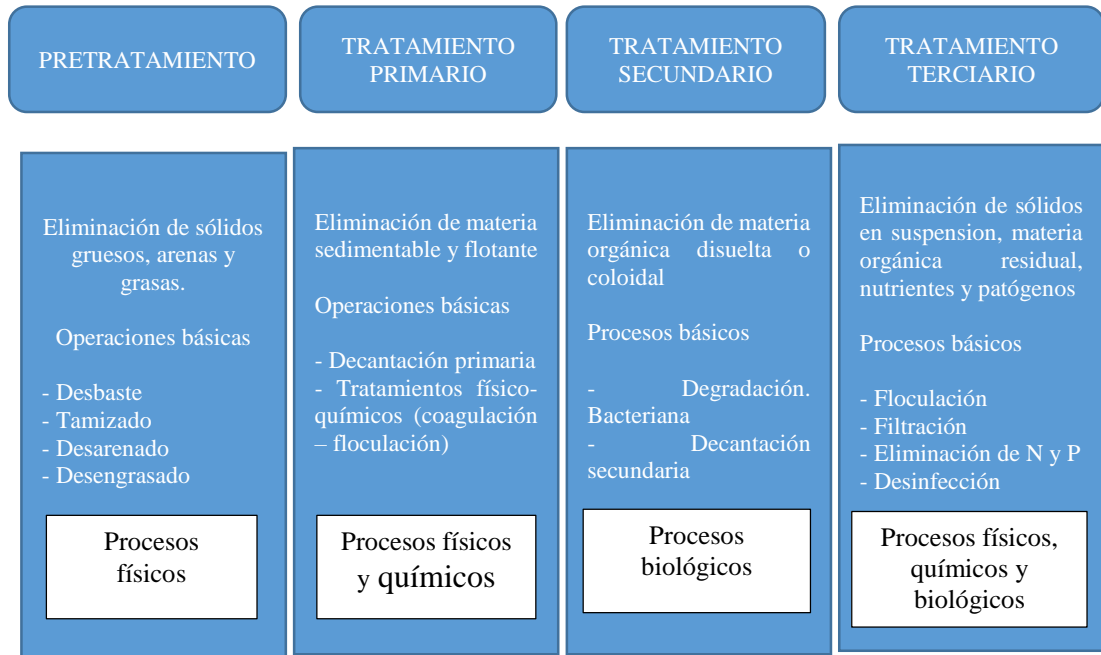 PRETRATAMIENTO
TRATAMIENTO
PRIMARIO
TRATAMIENTO
SECUNDARIO
TRATAMIENTO
TERCIARIO
Eliminación de sólidos
gruesos, arenas y
grasas.
Operaciones básicas
- Desbaste
- Tamizado
- Desarenado
- Desengrasado
Procesos
físicos
Eliminación de materia
sedimentable y flotante
Operaciones básicas
- Decantación primaria
- Tratamientos físico-
químicos (coagulación
– floculación)
Procesos físicos
y químicos
Eliminación de materia
orgánica disuelta o
coloidal
Procesos básicos
- Degradación.
Bacteriana
- Decantación
secundaria
Procesos
biológicos
Eliminación de sólidos
en suspension, materia
orgánica residual,
nutrientes y patógenos
Procesos básicos
- Floculación
- Filtración
- Eliminación de N y P
- Desinfección
Procesos físicos,
químicos y
biológicos